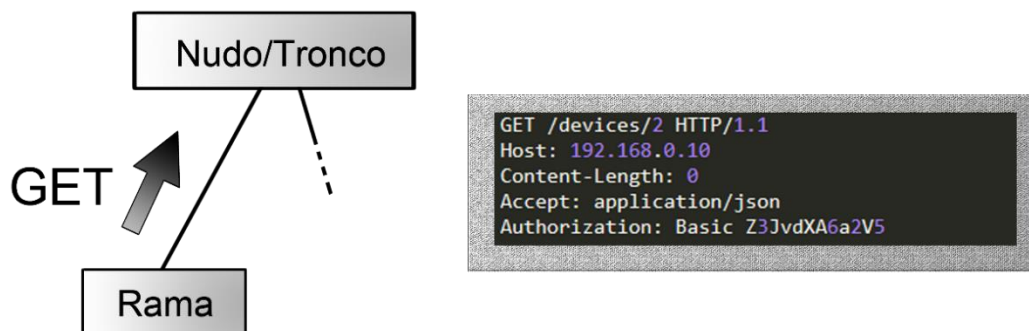 Nudo/Tronco
GET
Rama
GET /devices/2 HTTP/1.1
Host: 192.168.0.10
Content-Length: 0
Accept: application/json
Authorization: Basic Z3JvdXA6a2V5